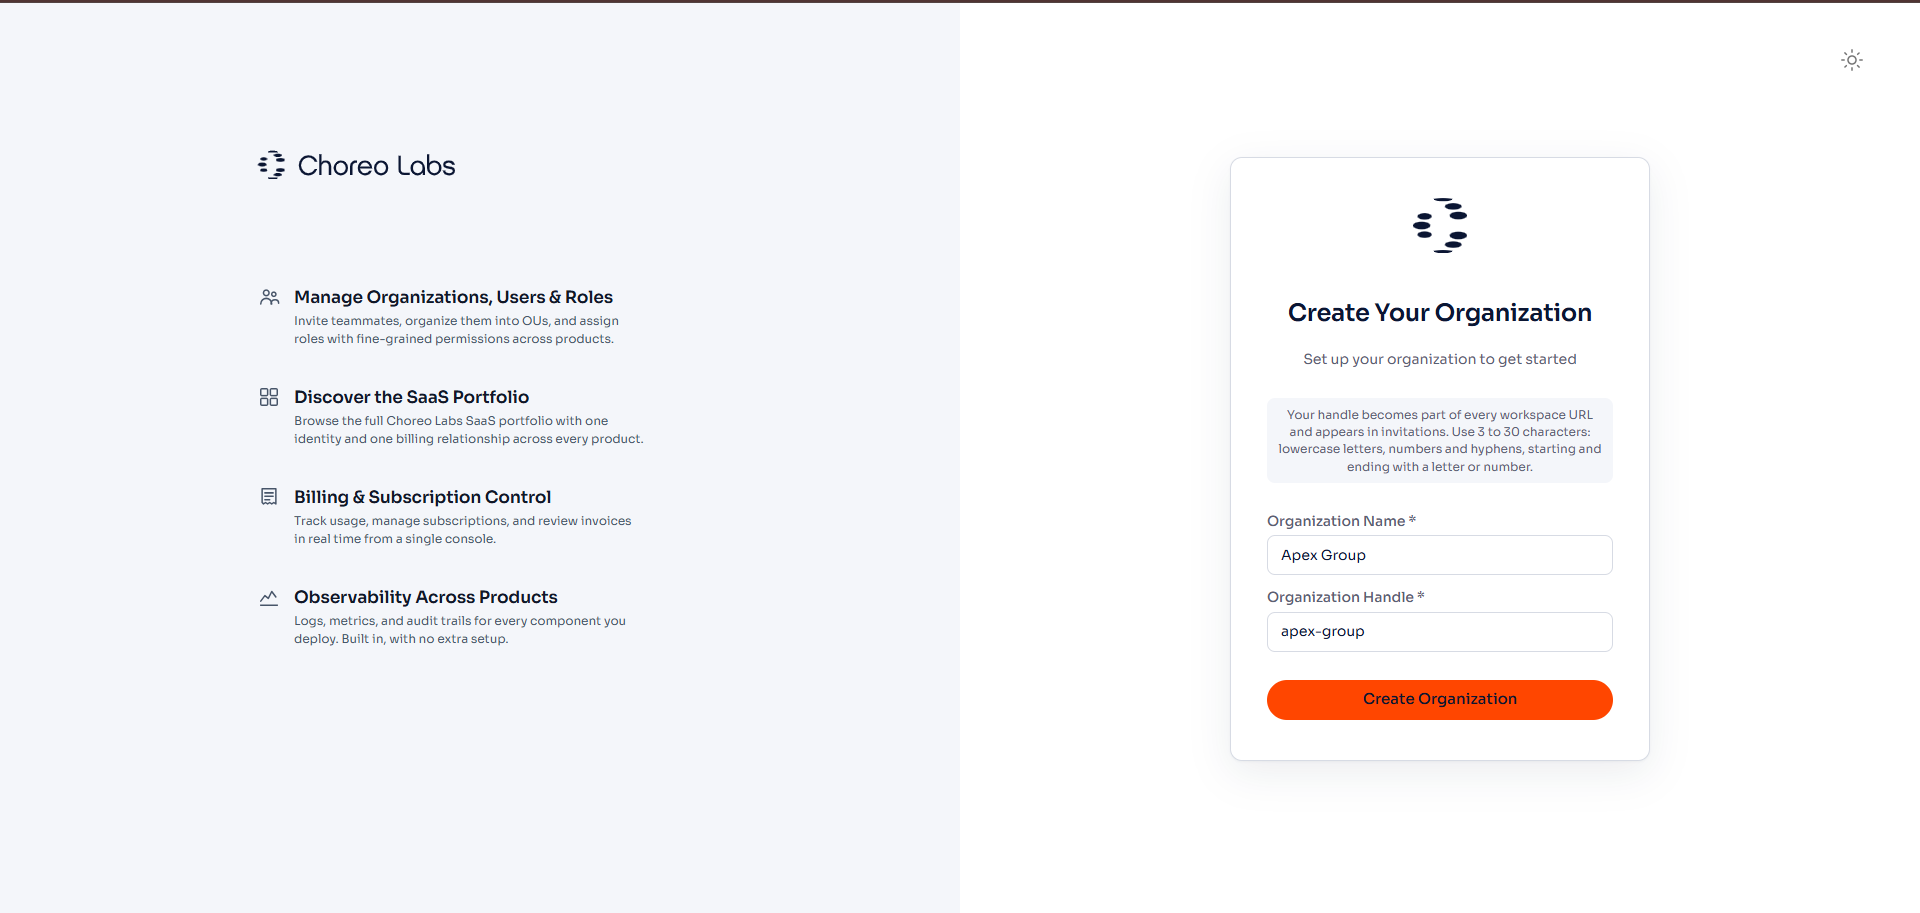 Choreo Labs
Manage Organizations, Users & Roles
Invite teammates, organize them into OUs, and assign
roles with fine-grained permissions across products.
Discover the SaaS Portfolio
Browse the full Choreo Labs SaaS portfolio with one
identity and one billing relationship across every product.
Billing & Subscription Control
Track usage, manage subscriptions, and review invoices
in real time from a single console.
Observability Across Products
Logs, metrics, and audit trails for every component you
deploy. Built in, with no extra setup.
Create Your Organization
Set up your organization to get started
Your handle becomes part of every workspace URL
and appears in invitations. Use 3 to 30 characters:
lowercase letters, numbers and hyphens, starting and
ending with a letter or number.
Organization Name *
Apex Group
Organization Handle *
apex-group
Create Organization